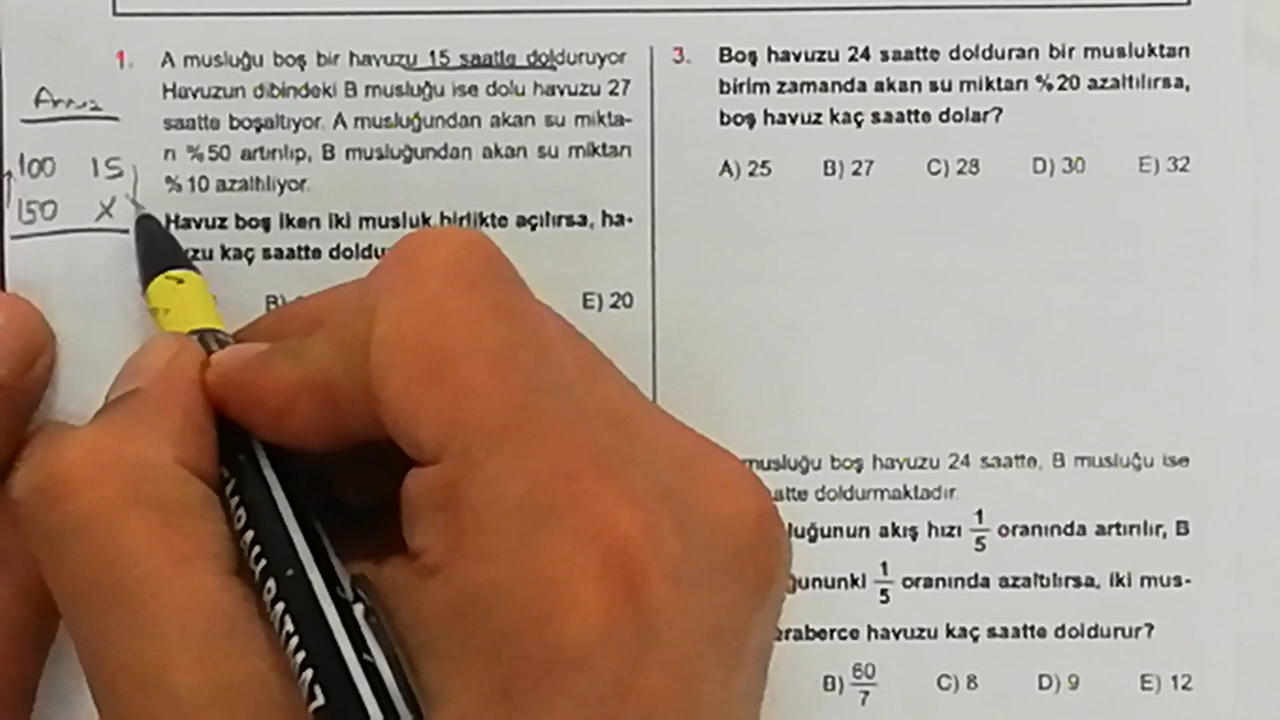 1. A musluğu boş bir havuzu 15 saatte dolduruyor
Havuzun dibindeki B musluğu ise dolu havuzu 27
saatte boşaltıyor. A musluğundan akan su mikta-
rı %50 artırılıp, B musluğundan akan su miktarı
%10 azaltılıyor.
Havuz boş iken iki musluk birlikte açılırsa, ha-
zu kaç saatte doldu
B) E) 20
100 15
150 X
3. Boş havuzu 24 saatte dolduran bir musluktan
birim zamanda akan su miktarı %20 azaltılırsa,
boş havuz kaç saatte dolar?
A) 25 B) 27 C) 28 D) 30 E) 32
musluğu boş havuzu 24 saatte, B musluğu ise
atte doldurmaktadır.
luğunun akış hızı 1/5 oranında artırılır, B
ğununki 1/5 oranında azaltılırsa, iki mus-
eraberce havuzu kaç saatte doldurur?
B) 60/7 C) 8 D) 9 E) 12